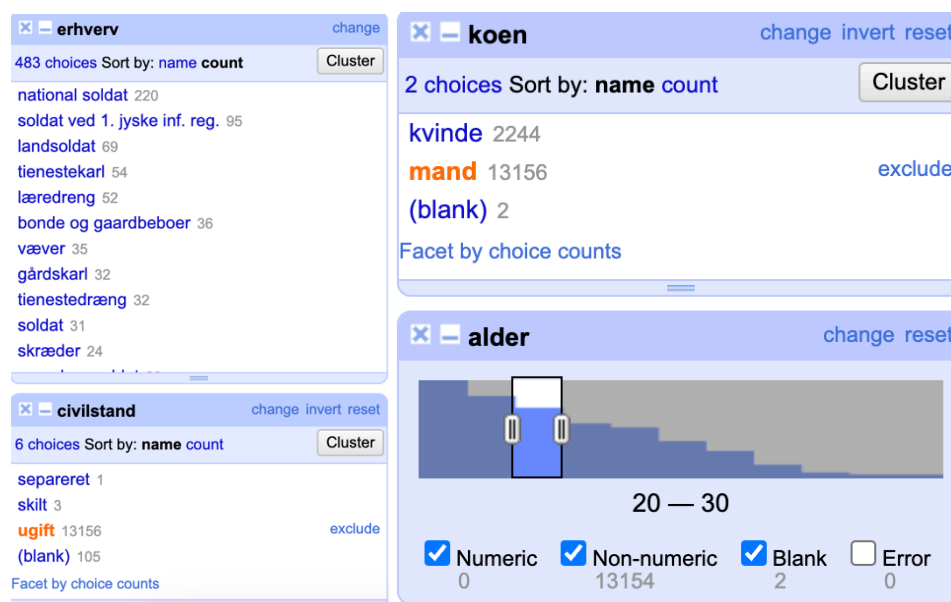 erhverv change
483 choices Sort by: name count Cluster
national soldat 220
soldat ved 1. jyske inf. reg. 95
landsoldat 69
tienestekarl 54
læredreng 52
bonde og gaardbeboer 36
væver 35
gårdskarl 32
tienestedræng 32
soldat 31
skræder 24
civilstand change invert reset
6 choices Sort by: name count Cluster
separeret 1
skilt 3
ugift 13156 exclude
(blank) 105
Facet by choice counts
koen change invert reset
2 choices Sort by: name count Cluster
kvinde 2244
mand 13156 exclude
(blank) 2
Facet by choice counts
alder change reset
20 — 30
Numeric Non-numeric Blank Error
0 13154 2 0